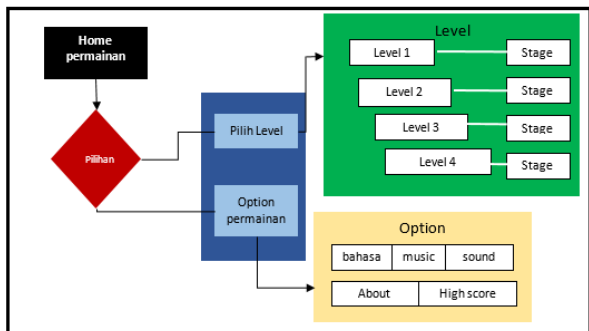 Home
permainan
Pilihan
Pilih Level
Option
permainan
Level
Level 1
Stage
Level 2
Stage
Level 3
Stage
Level 4
Stage
Option
bahasa
music
sound
About
High score